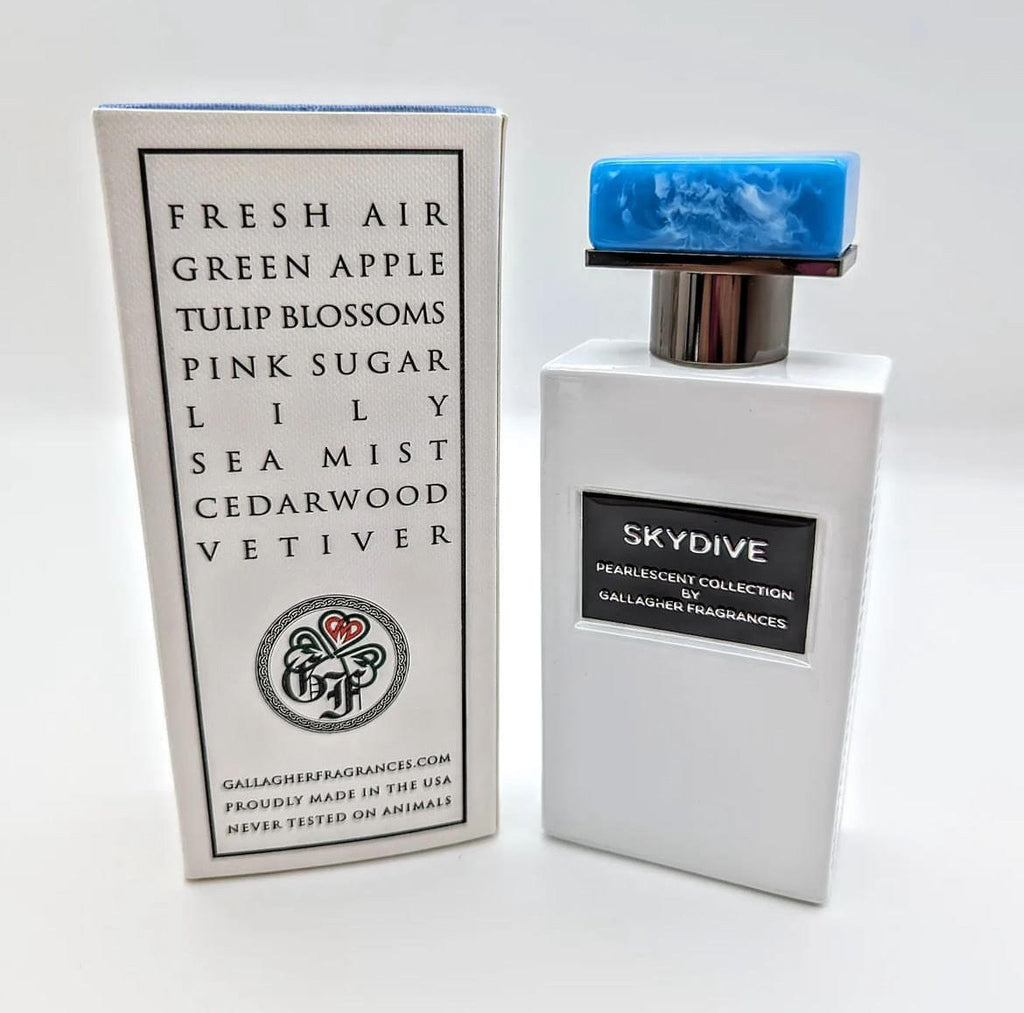 FRESH AIR
GREEN APPLE
TULIP BLOSSOMS
PINK SUGAR
LILY
SEA MIST
CEDARWOOD
VETIVER
GF
GALLAGHERFRAGRANCES.COM
PROUDLY MADE IN THE USA
NEVER TESTED ON ANIMALS
SKYDIVE
PEARLESCENT COLLECTION
BY
GALLAGHER FRAGRANCES